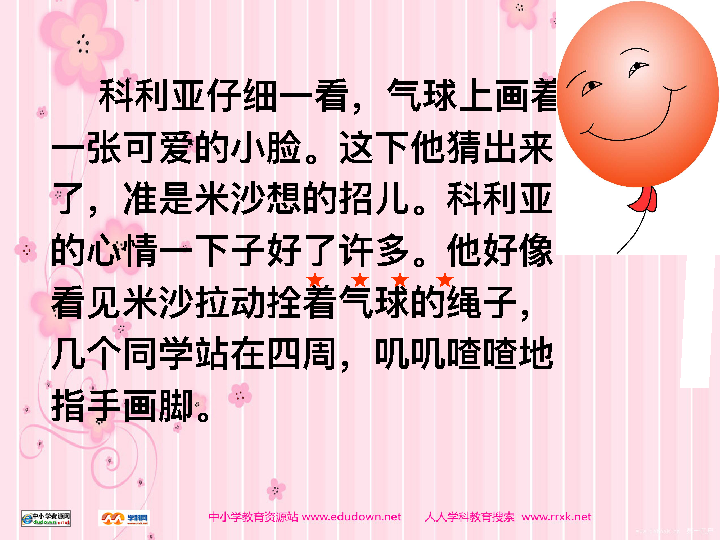 科利亚仔细一看，气球上画着
一张可爱的小脸。这下他猜出来
了，准是米沙想的招儿。科利亚
的心情一下子好了许多。他好像
看见米沙拉动拴着气球的绳子，
几个同学站在四周，叽叽喳喳地
指手画脚。
中小学教育资源站 www.edudown.net 人人学科教育搜索 www.rrxk.net